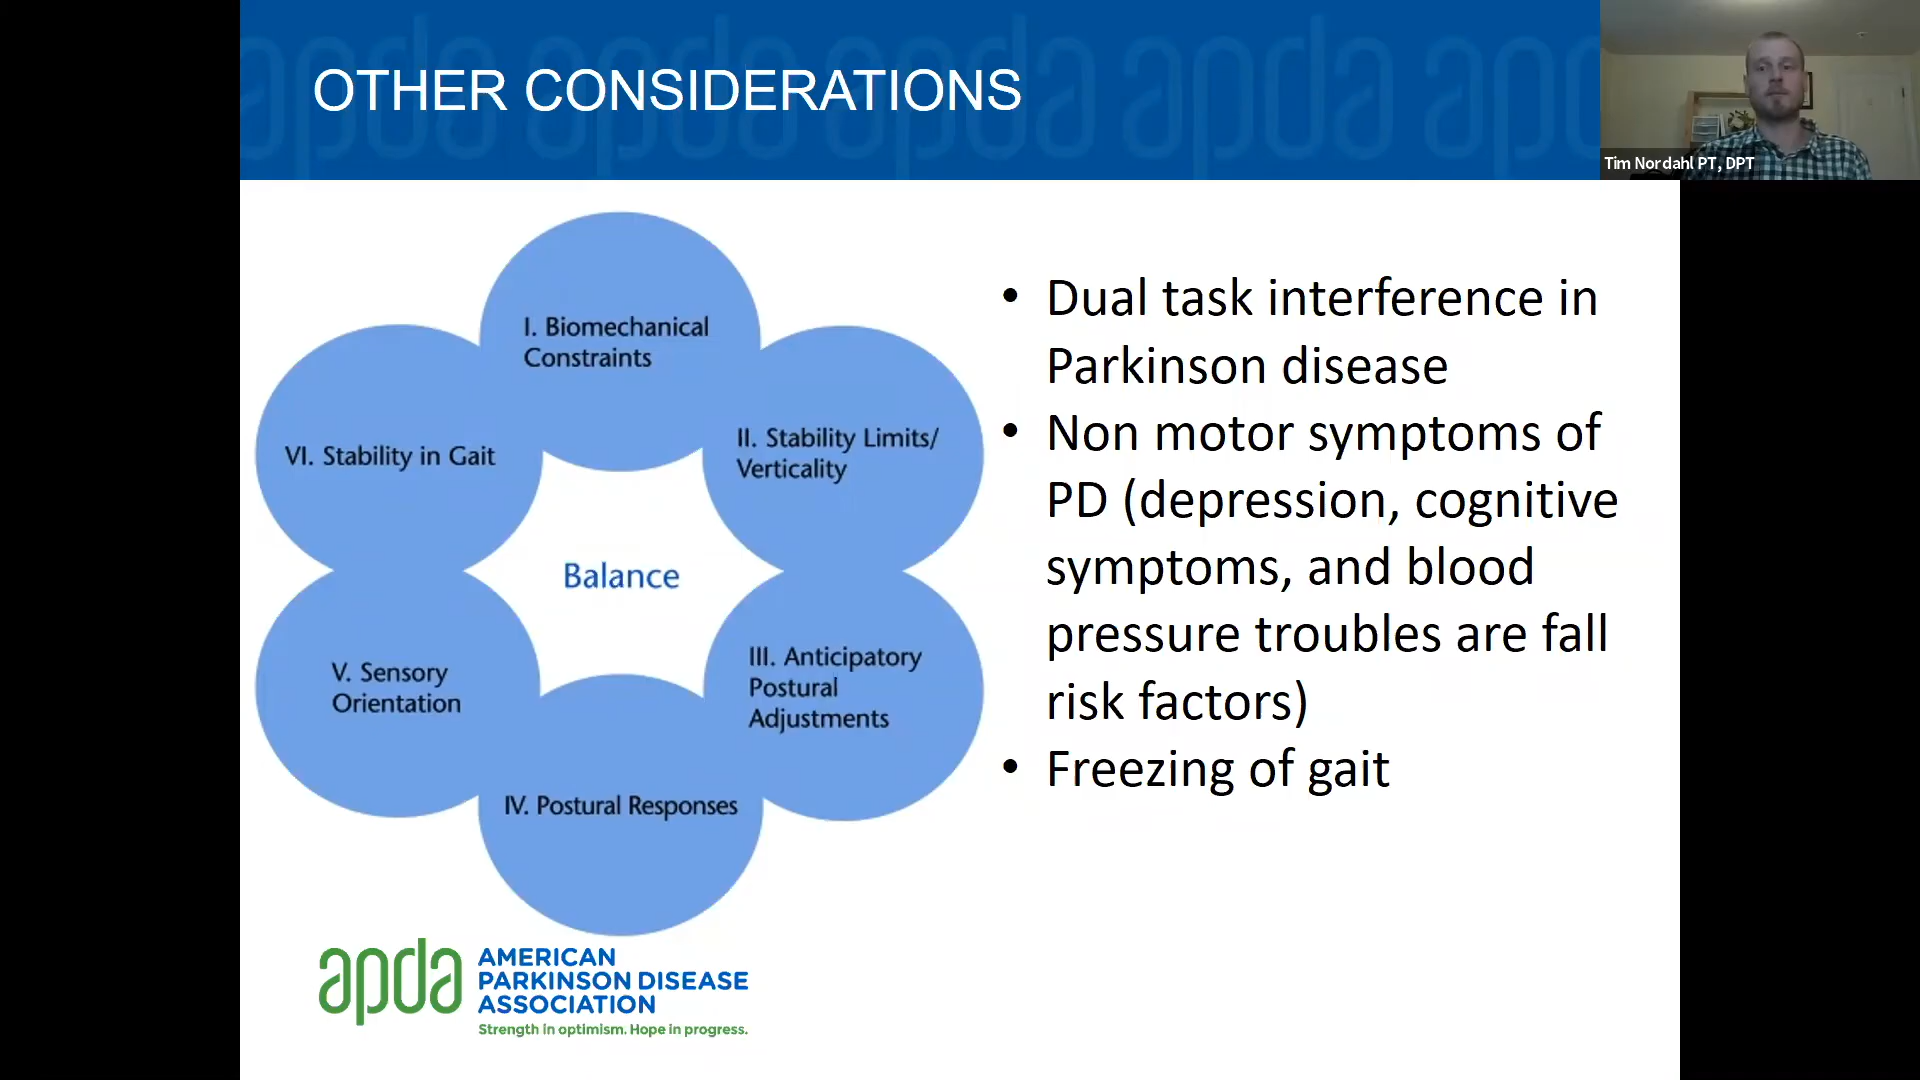 OTHER CONSIDERATIONS
Tim Nordahl PT, DPT
I. Biomechanical
Constraints
II. Stability Limits/
Verticality
III. Anticipatory
Postural
Adjustments
IV. Postural Responses
V. Sensory
Orientation
VI. Stability in Gait
Balance
• Dual task interference in
Parkinson disease
• Non motor symptoms of
PD (depression, cognitive
symptoms, and blood
pressure troubles are fall
risk factors)
• Freezing of gait
apda
AMERICAN
PARKINSON DISEASE
ASSOCIATION
Strength in optimism. Hope in progress.